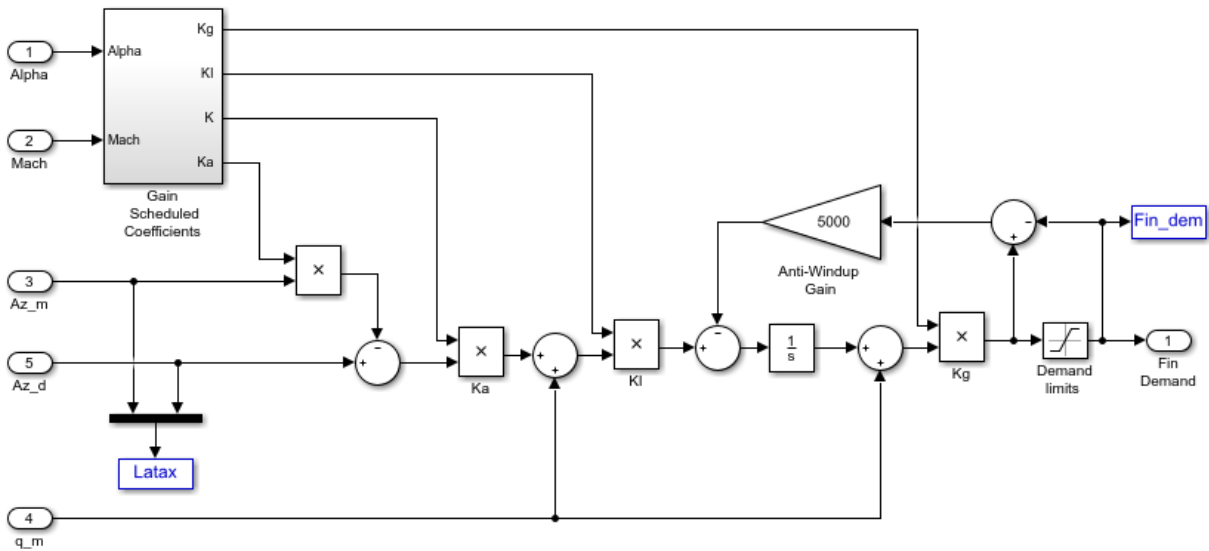 Kg
1
Alpha
Alpha
Kl
K
2
Mach
Mach
Ka
Gain
Scheduled
Coefficients
5000
-
+
Fin_dem
Anti-Windup
Gain
3
Az_m
×
-
+
5
Az_d
×
Ka
+
+
×
Kl
-
+
1
s
+
+
×
Kg
Demand
limits
1
Fin
Demand
Latax
4
q_m